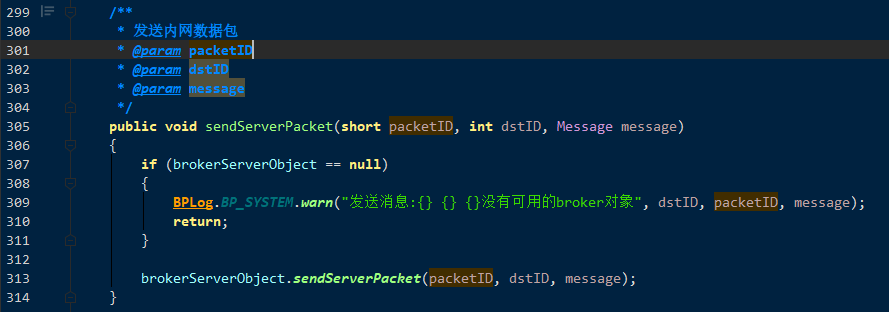 299 /**
300 * 发送内网数据包
301 * @param packetID
302 * @param dstID
303 * @param message
304 */
305 public void sendServerPacket(short packetID, int dstID, Message message)
306 {
307 if (brokerServerObject == null)
308 {
309 BPLog.BP_SYSTEM.warn("发送消息:{} {} {}没有可用的broker对象", dstID, packetID, message);
310 return;
311 }
312
313 brokerServerObject.sendServerPacket(packetID, dstID, message);
314 }